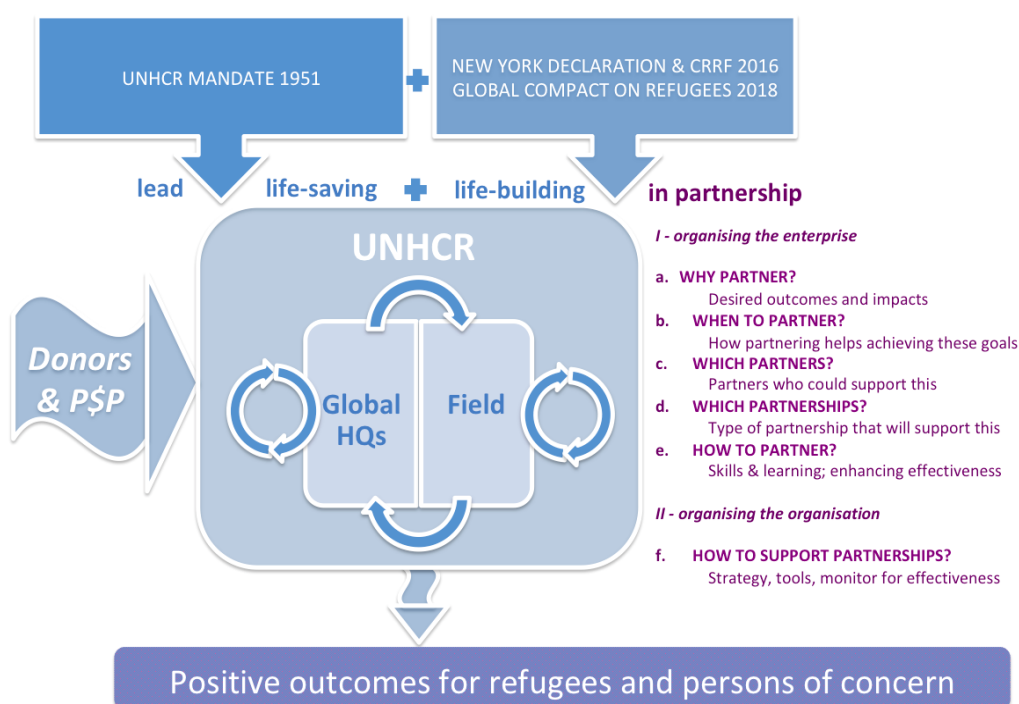 UNHCR MANDATE 1951
NEW YORK DECLARATION & CRRF 2016
GLOBAL COMPACT ON REFUGEES 2018
lead life-saving + life-building in partnership
UNHCR
Donors
& P$P
Global
HQs
Field
I - organising the enterprise
a. WHY PARTNER?
Desired outcomes and impacts
b. WHEN TO PARTNER?
How partnering helps achieving these goals
c. WHICH PARTNERS?
Partners who could support this
d. WHICH PARTNERSHIPS?
Type of partnership that will support this
e. HOW TO PARTNER?
Skills & learning; enhancing effectiveness
II - organising the organisation
f. HOW TO SUPPORT PARTNERSHIPS?
Strategy, tools, monitor for effectiveness
Positive outcomes for refugees and persons of concern